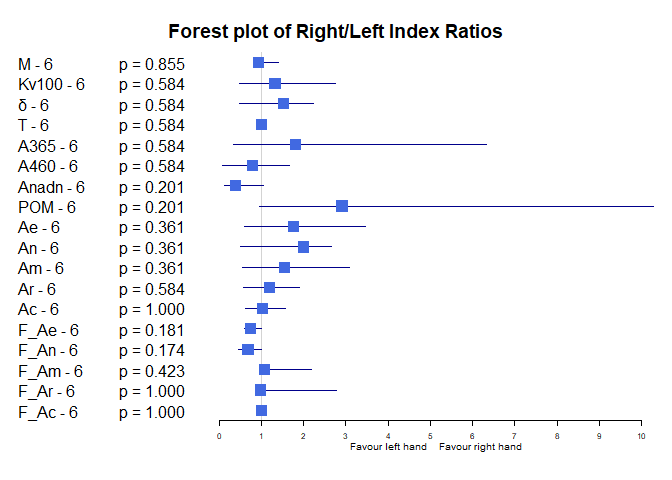 Forest plot of Right/Left Index Ratios
M - 6 p = 0.855
Kv100 - 6 p = 0.584
δ - 6 p = 0.584
T - 6 p = 0.584
A365 - 6 p = 0.584
A460 - 6 p = 0.584
Anadn - 6 p = 0.201
POM - 6 p = 0.201
Ae - 6 p = 0.361
An - 6 p = 0.361
Am - 6 p = 0.361
Ar - 6 p = 0.584
Ac - 6 p = 1.000
F_Ae - 6 p = 0.181
F_An - 6 p = 0.174
F_Am - 6 p = 0.423
F_Ar - 6 p = 1.000
F_Ac - 6 p = 1.000
0 1 2 3 4 5 6 7 8 9 10
Favour left hand Favour right hand